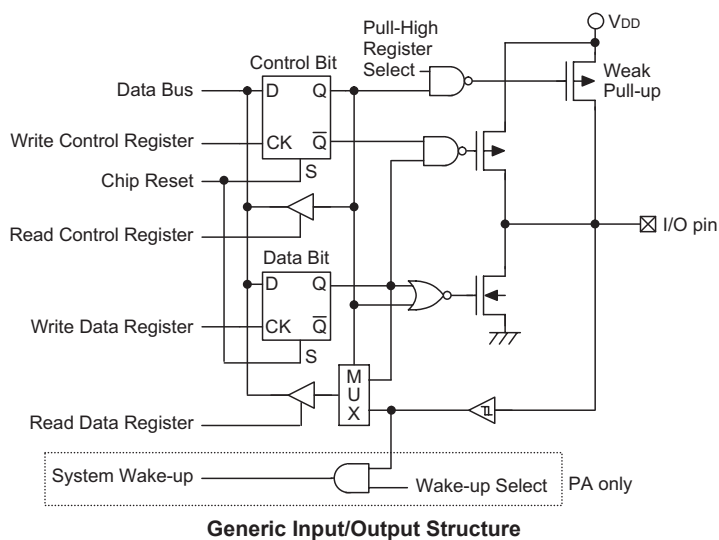 VDD
Pull-High
Register
Select
Weak
Pull-up
Control Bit
Data Bus
D
Q
Write Control Register
CK
Q
S
Chip Reset
Read Control Register
I/O pin
Data Bit
D
Q
Write Data Register
CK
Q
S
M
U
X
Read Data Register
System Wake-up
Wake-up Select
PA only
Generic Input/Output Structure